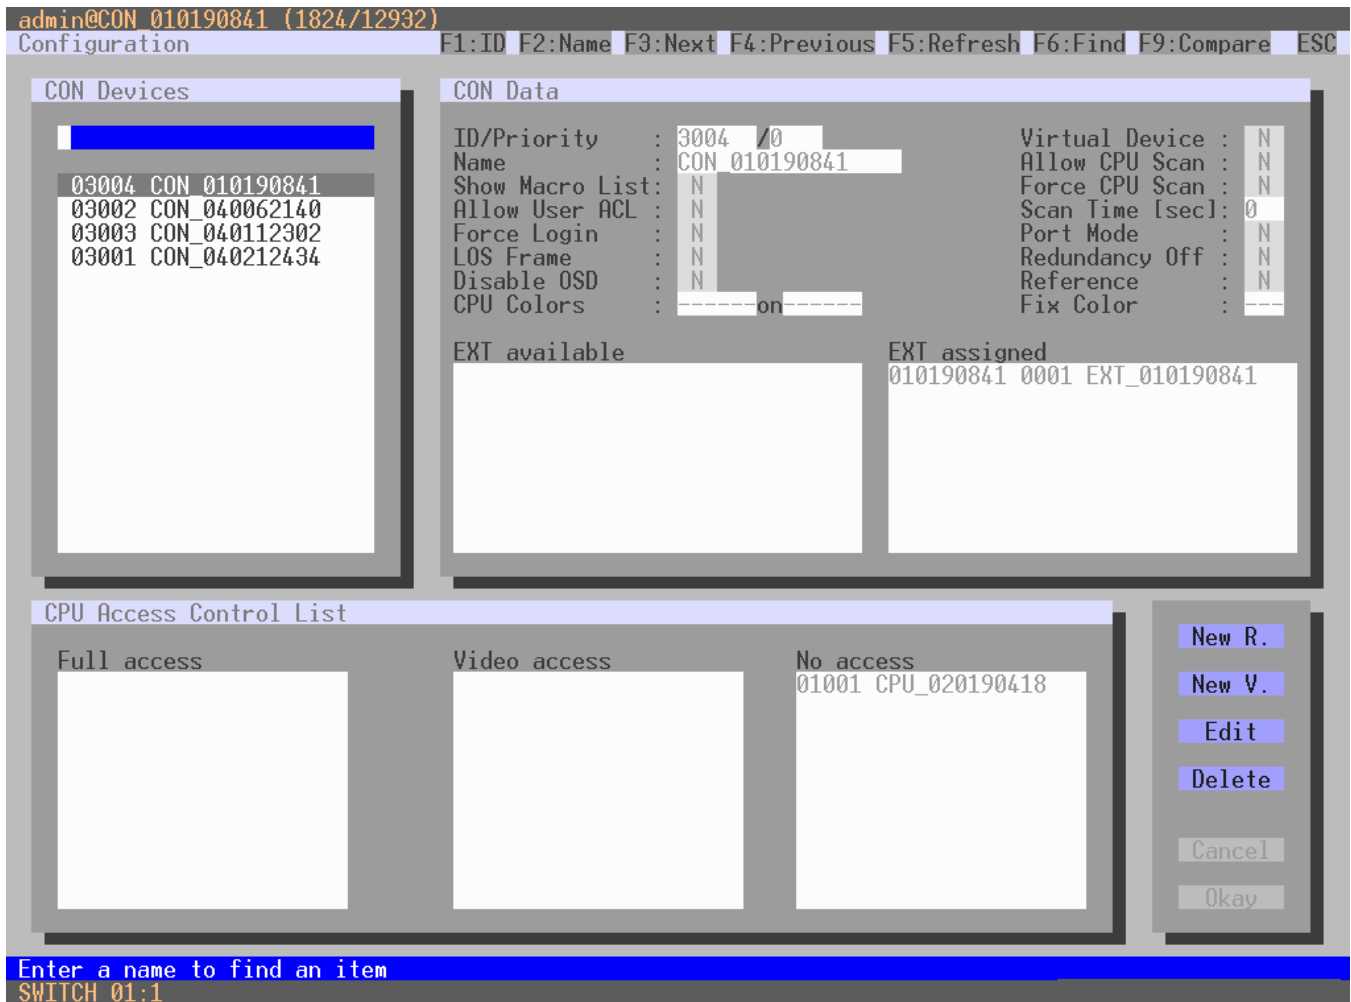 admin@CON_010190841 (1824/12932)
Configuration F1:ID F2:Name F3:Next F4:Previous F5:Refresh F6:Find F9:Compare ESC
CON Devices
03004 CON_010190841
03002 CON_040062140
03003 CON_040112302
03001 CON_040212434
CON Data
ID/Priority : 3004 /0
Name : CON_010190841
Show Macro List: N
Allow User ACL : N
Force Login : N
LOS Frame : N
Disable OSD : N
CPU Colors : ------on------
Virtual Device : N
Allow CPU Scan : N
Force CPU Scan : N
Scan Time [sec]: 0
Port Mode : N
Redundancy Off : N
Reference : N
Fix Color : ---
EXT available
EXT assigned
010190841 0001 EXT_010190841
CPU Access Control List
Full access
Video access
No access
01001 CPU_020190418
New R.
New V.
Edit
Delete
Cancel
Okay
Enter a name to find an item
SWITCH 01:1